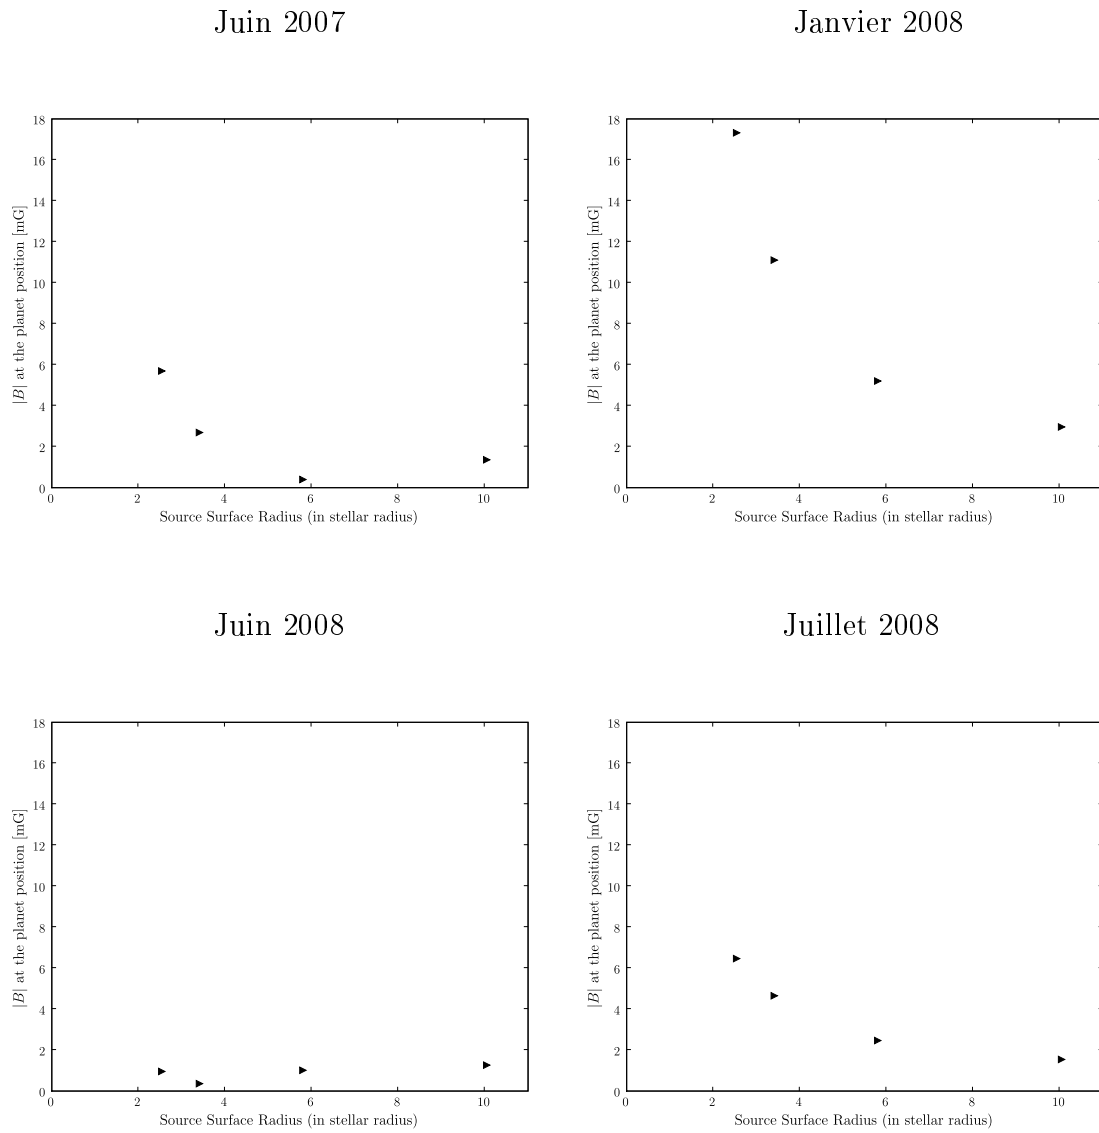 Juin 2007
Janvier 2008
18
16
14
12
10
8
6
4
2
0
|B| at the planet position [mG]
0 2 4 6 8 10
Source Surface Radius (in stellar radius)
18
16
14
12
10
8
6
4
2
0
|B| at the planet position [mG]
0 2 4 6 8 10
Source Surface Radius (in stellar radius)
Juin 2008
Juillet 2008
18
16
14
12
10
8
6
4
2
0
|B| at the planet position [mG]
0 2 4 6 8 10
Source Surface Radius (in stellar radius)
18
16
14
12
10
8
6
4
2
0
|B| at the planet position [mG]
0 2 4 6 8 10
Source Surface Radius (in stellar radius)